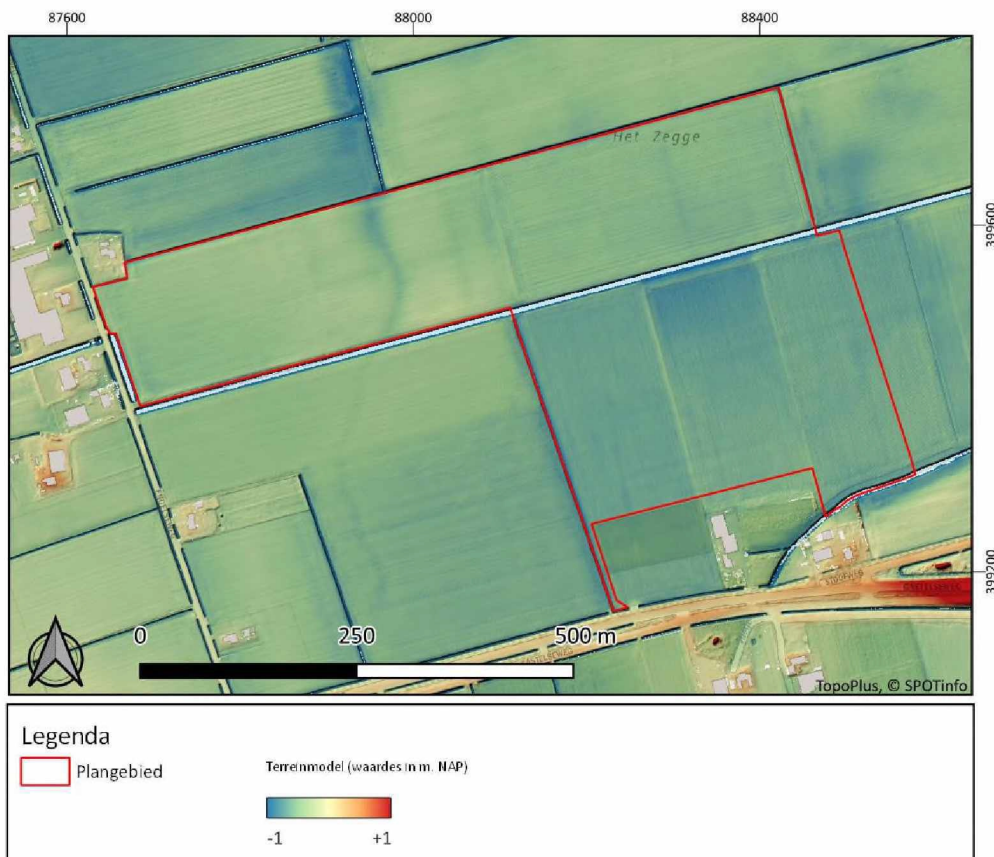 87600
88000
88400
Het Zegge
399600
399200
STOOFWEG
0
250
500 m
TopoPlus, © SPOTinfo
Legenda
Plangebied
Terreinmodel (waardes in m. NAP)
-1
+1